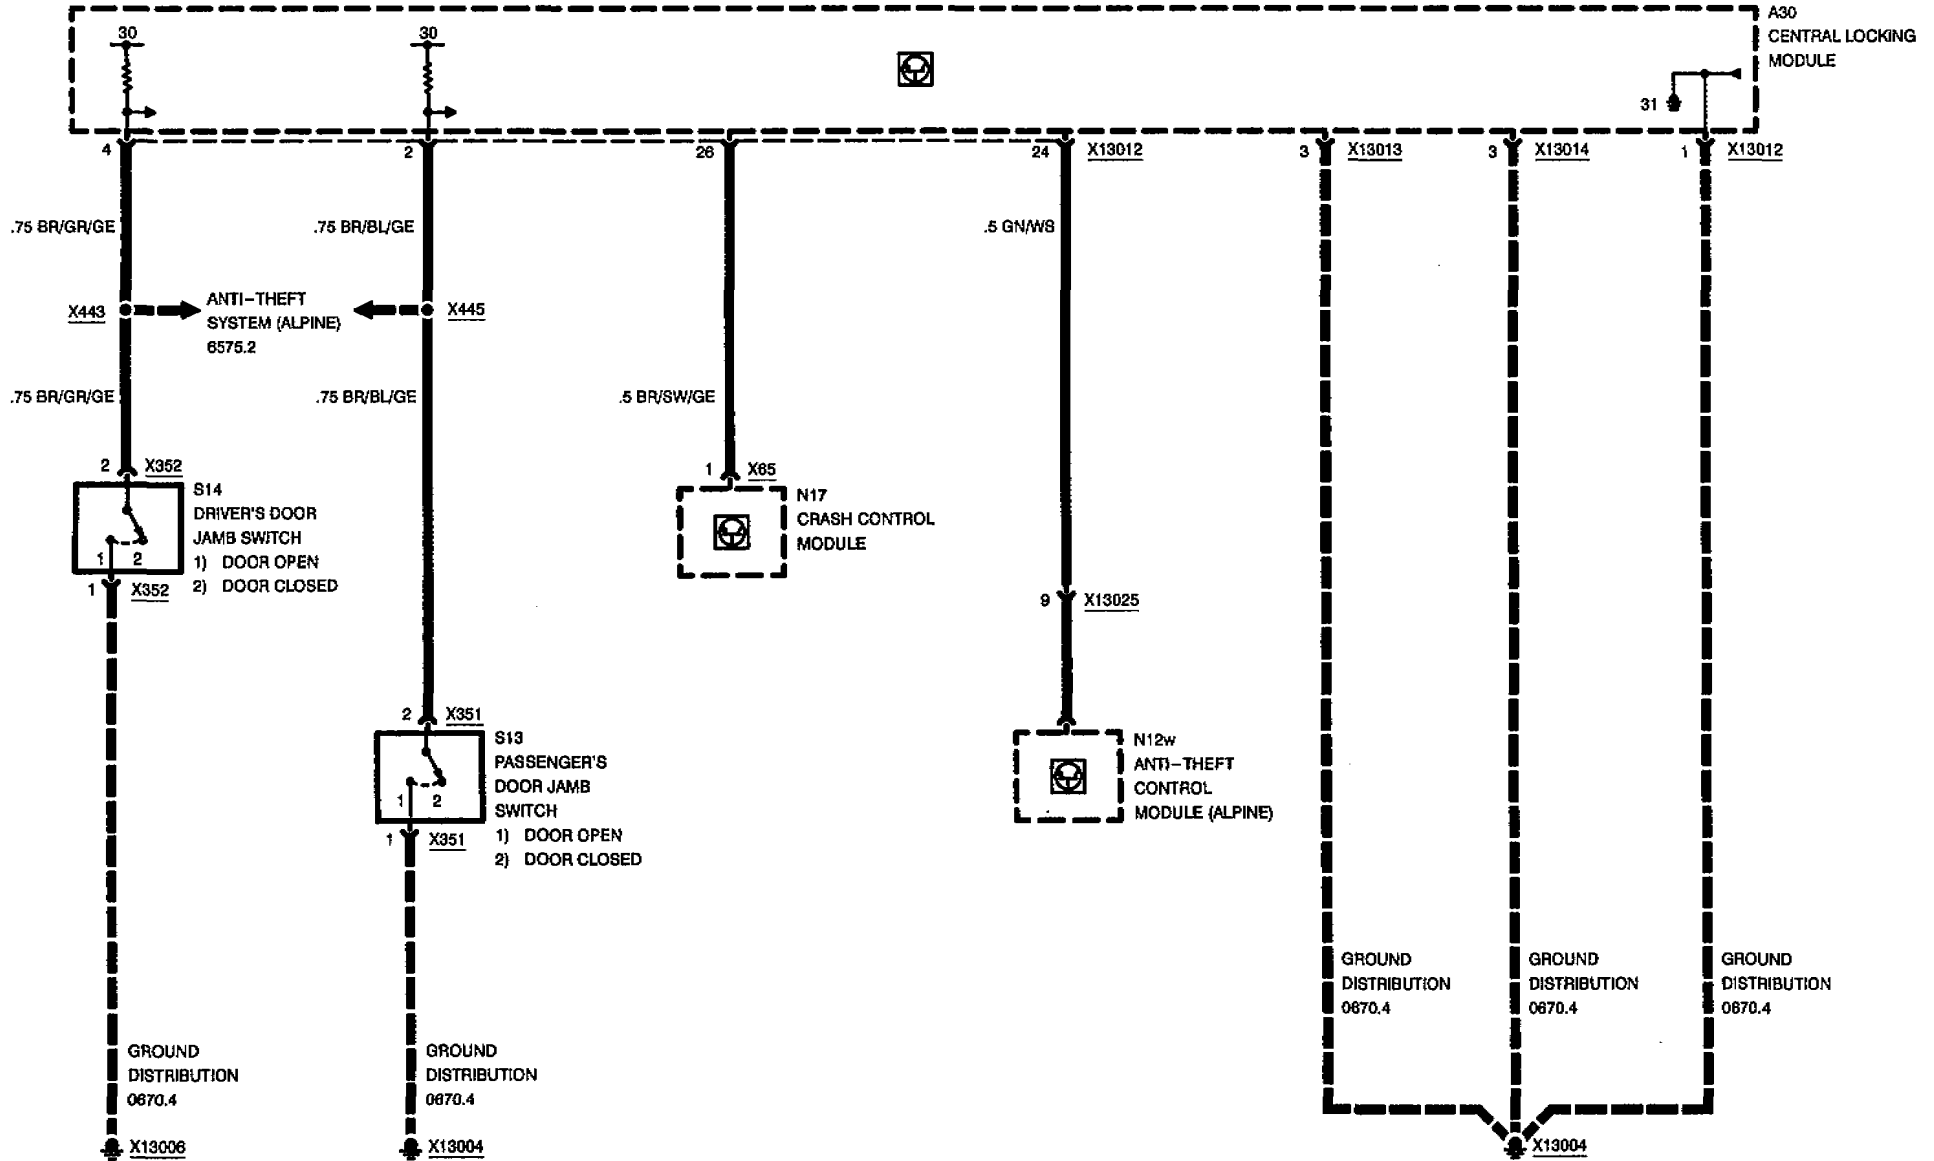 A30
CENTRAL LOCKING
MODULE
30
30
31
4
2
26
24
X13012
3
X13013
3
X13014
1
X13012
.75 BR/GR/GE
.75 BR/BL/GE
.5 GN/WS
X443
ANTI-THEFT
SYSTEM (ALPINE)
6575.2
X445
.75 BR/GR/GE
.75 BR/BL/GE
.5 BR/SW/GE
2
X352
S14
DRIVER'S DOOR
JAMB SWITCH
1) DOOR OPEN
2) DOOR CLOSED
1
2
1
X352
1
X65
N17
CRASH CONTROL
MODULE
9
X13025
2
X351
S13
PASSENGER'S
DOOR JAMB
SWITCH
1) DOOR OPEN
2) DOOR CLOSED
1
2
1
X351
N12w
ANTI-THEFT
CONTROL
MODULE (ALPINE)
GROUND
DISTRIBUTION
0670.4
GROUND
DISTRIBUTION
0670.4
GROUND
DISTRIBUTION
0670.4
GROUND
DISTRIBUTION
0670.4
GROUND
DISTRIBUTION
0670.4
X13006
X13004
X13004